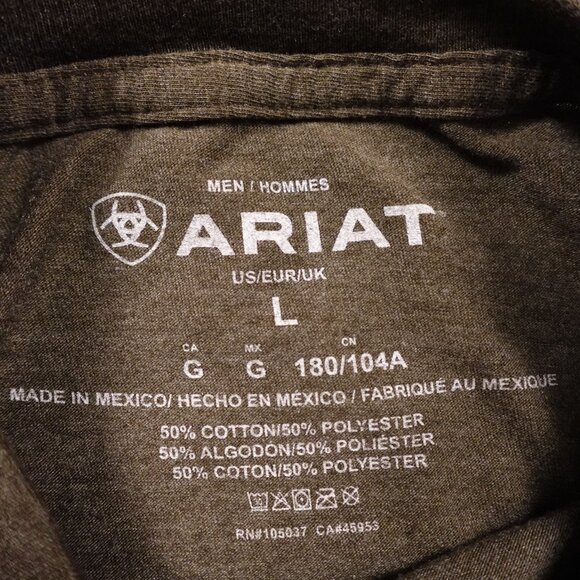 MEN / HOMMES
ARIAT
US/EUR/UK
L
CA MX CN
G G 180/104A
MADE IN MEXICO/ HECHO EN MÉXICO / FABRIQUÉ AU MEXIQUE
50% COTTON/50% POLYESTER
50% ALGODÓN/50% POLIÉSTER
50% COTON/50% POLYESTER
RN#105037 CA#45953